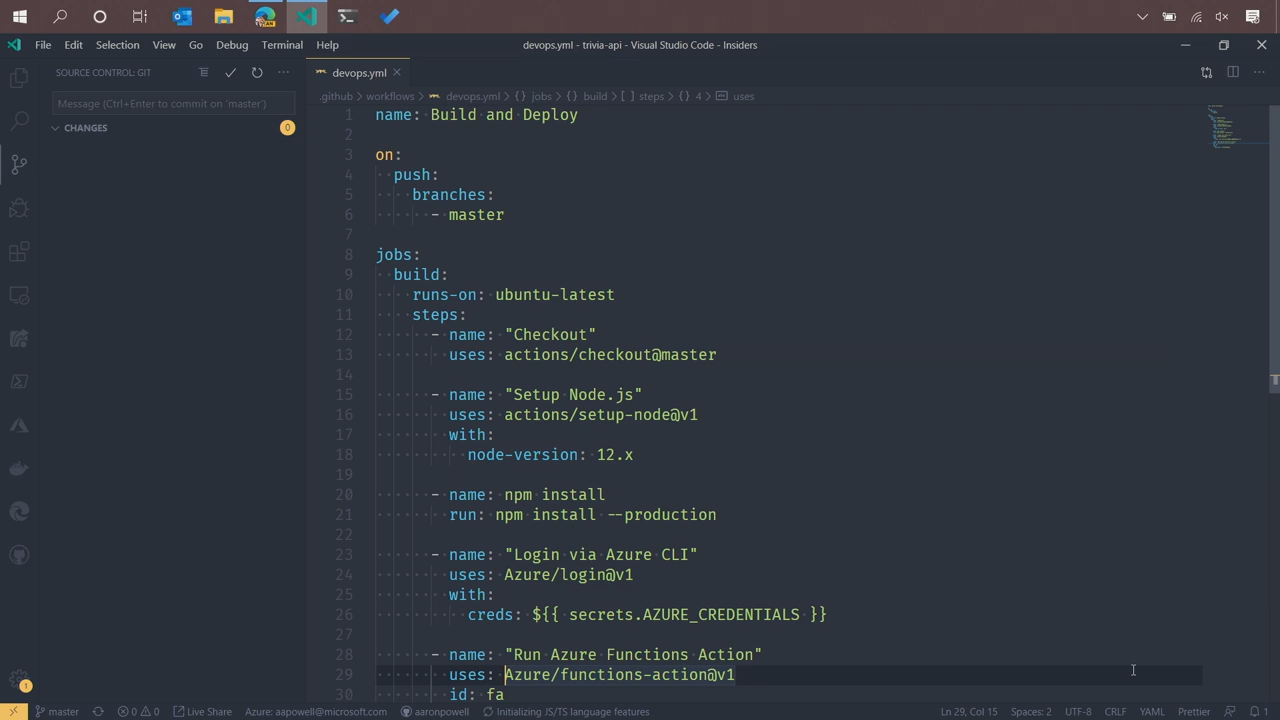 devops.yml - trivia-api - Visual Studio Code - Insiders
File Edit Selection View Go Debug Terminal Help
SOURCE CONTROL: GIT
Message (Ctrl+Enter to commit on 'master')
CHANGES 0
devops.yml
.github › workflows › devops.yml › {} jobs › {} build › [ ] steps › {} 4 › uses
1 name: Build and Deploy
2
3 on:
4 push:
5 branches:
6 - master
7
8 jobs:
9 build:
10 runs-on: ubuntu-latest
11 steps:
12 - name: "Checkout"
13 uses: actions/checkout@master
14
15 - name: "Setup Node.js"
16 uses: actions/setup-node@v1
17 with:
18 node-version: 12.x
19
20 - name: npm install
21 run: npm install --production
22
23 - name: "Login via Azure CLI"
24 uses: Azure/login@v1
25 with:
26 creds: ${{ secrets.AZURE_CREDENTIALS }}
27
28 - name: "Run Azure Functions Action"
29 uses: Azure/functions-action@v1
30 id: fa
1
master 0 0 Live Share Azure: aapowell@microsoft.com aaronpowell Initializing JS/TS language features Ln 29, Col 15 Spaces: 2 UTF-8 CRLF YAML Prettier 1